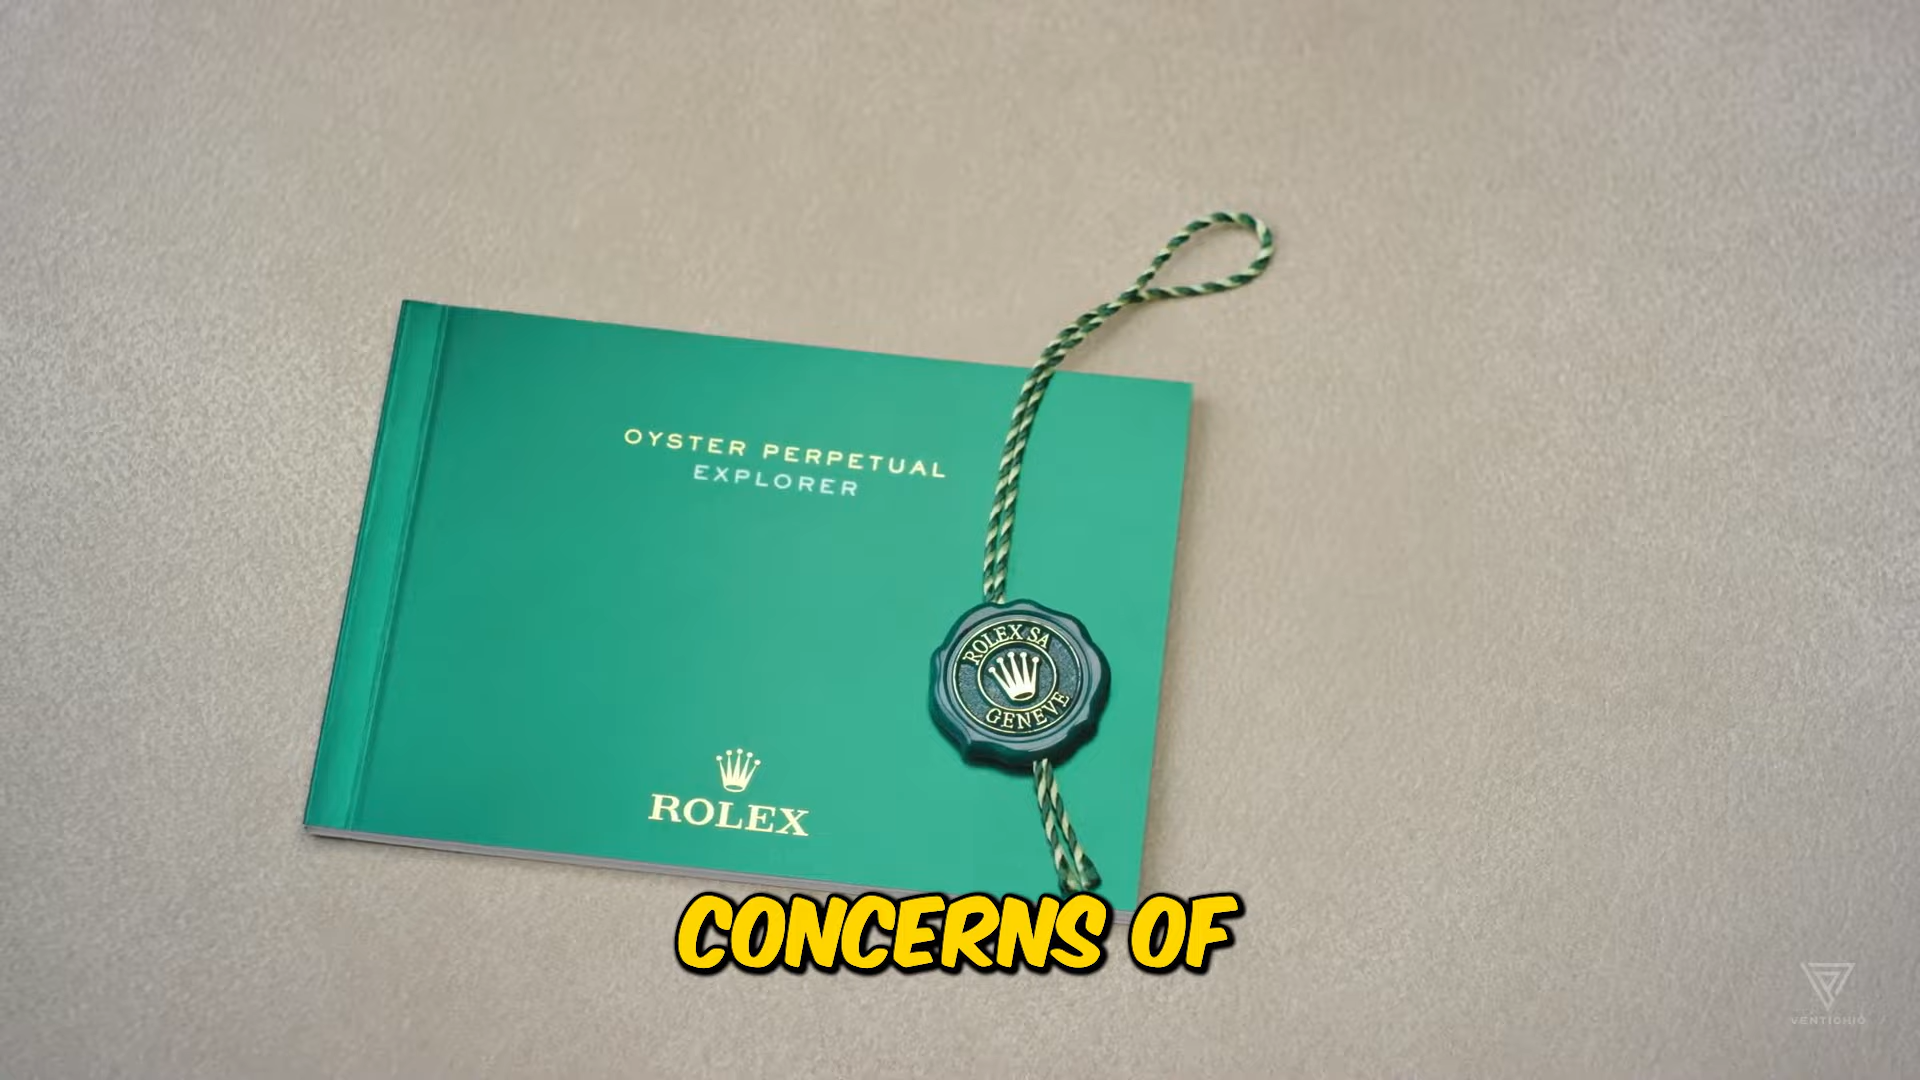 OYSTER PERPETUAL
EXPLORER
ROLEX SA
GENEVE
ROLEX
CONCERNS OF